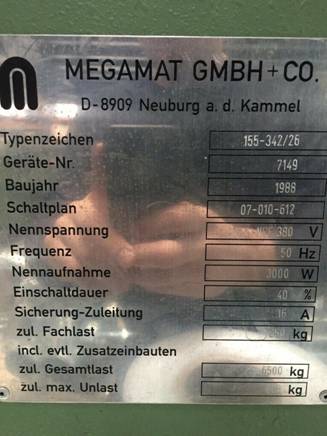 MEGAMAT GMBH + CO.
D-8909 Neuburg a. d. Kammel
Typenzeichen 155-342/26
Geräte-Nr. 7149
Baujahr 1988
Schaltplan 07-010-612
Nennspannung 380 V
Frequenz 50 Hz
Nennaufnahme 3000 W
Einschaltdauer 40 %
Sicherung-Zuleitung 16 A
zul. Fachlast kg
incl. evtl. Zusatzeinbauten
zul. Gesamtlast 6500 kg
zul. max. Unlast kg